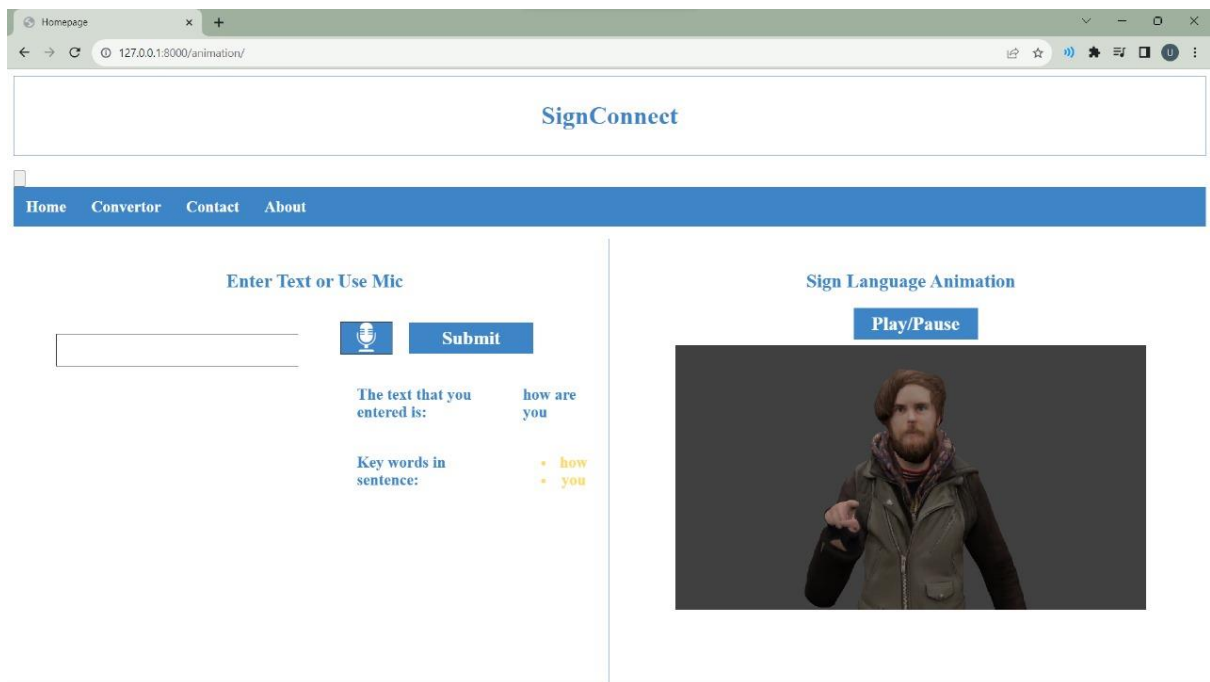 Homepage
127.0.0.1:8000/animation/
U
SignConnect
Home Convertor Contact About
Enter Text or Use Mic
Submit
The text that you
entered is:
how are
you
Key words in
sentence:
• how
• you
Sign Language Animation
Play/Pause